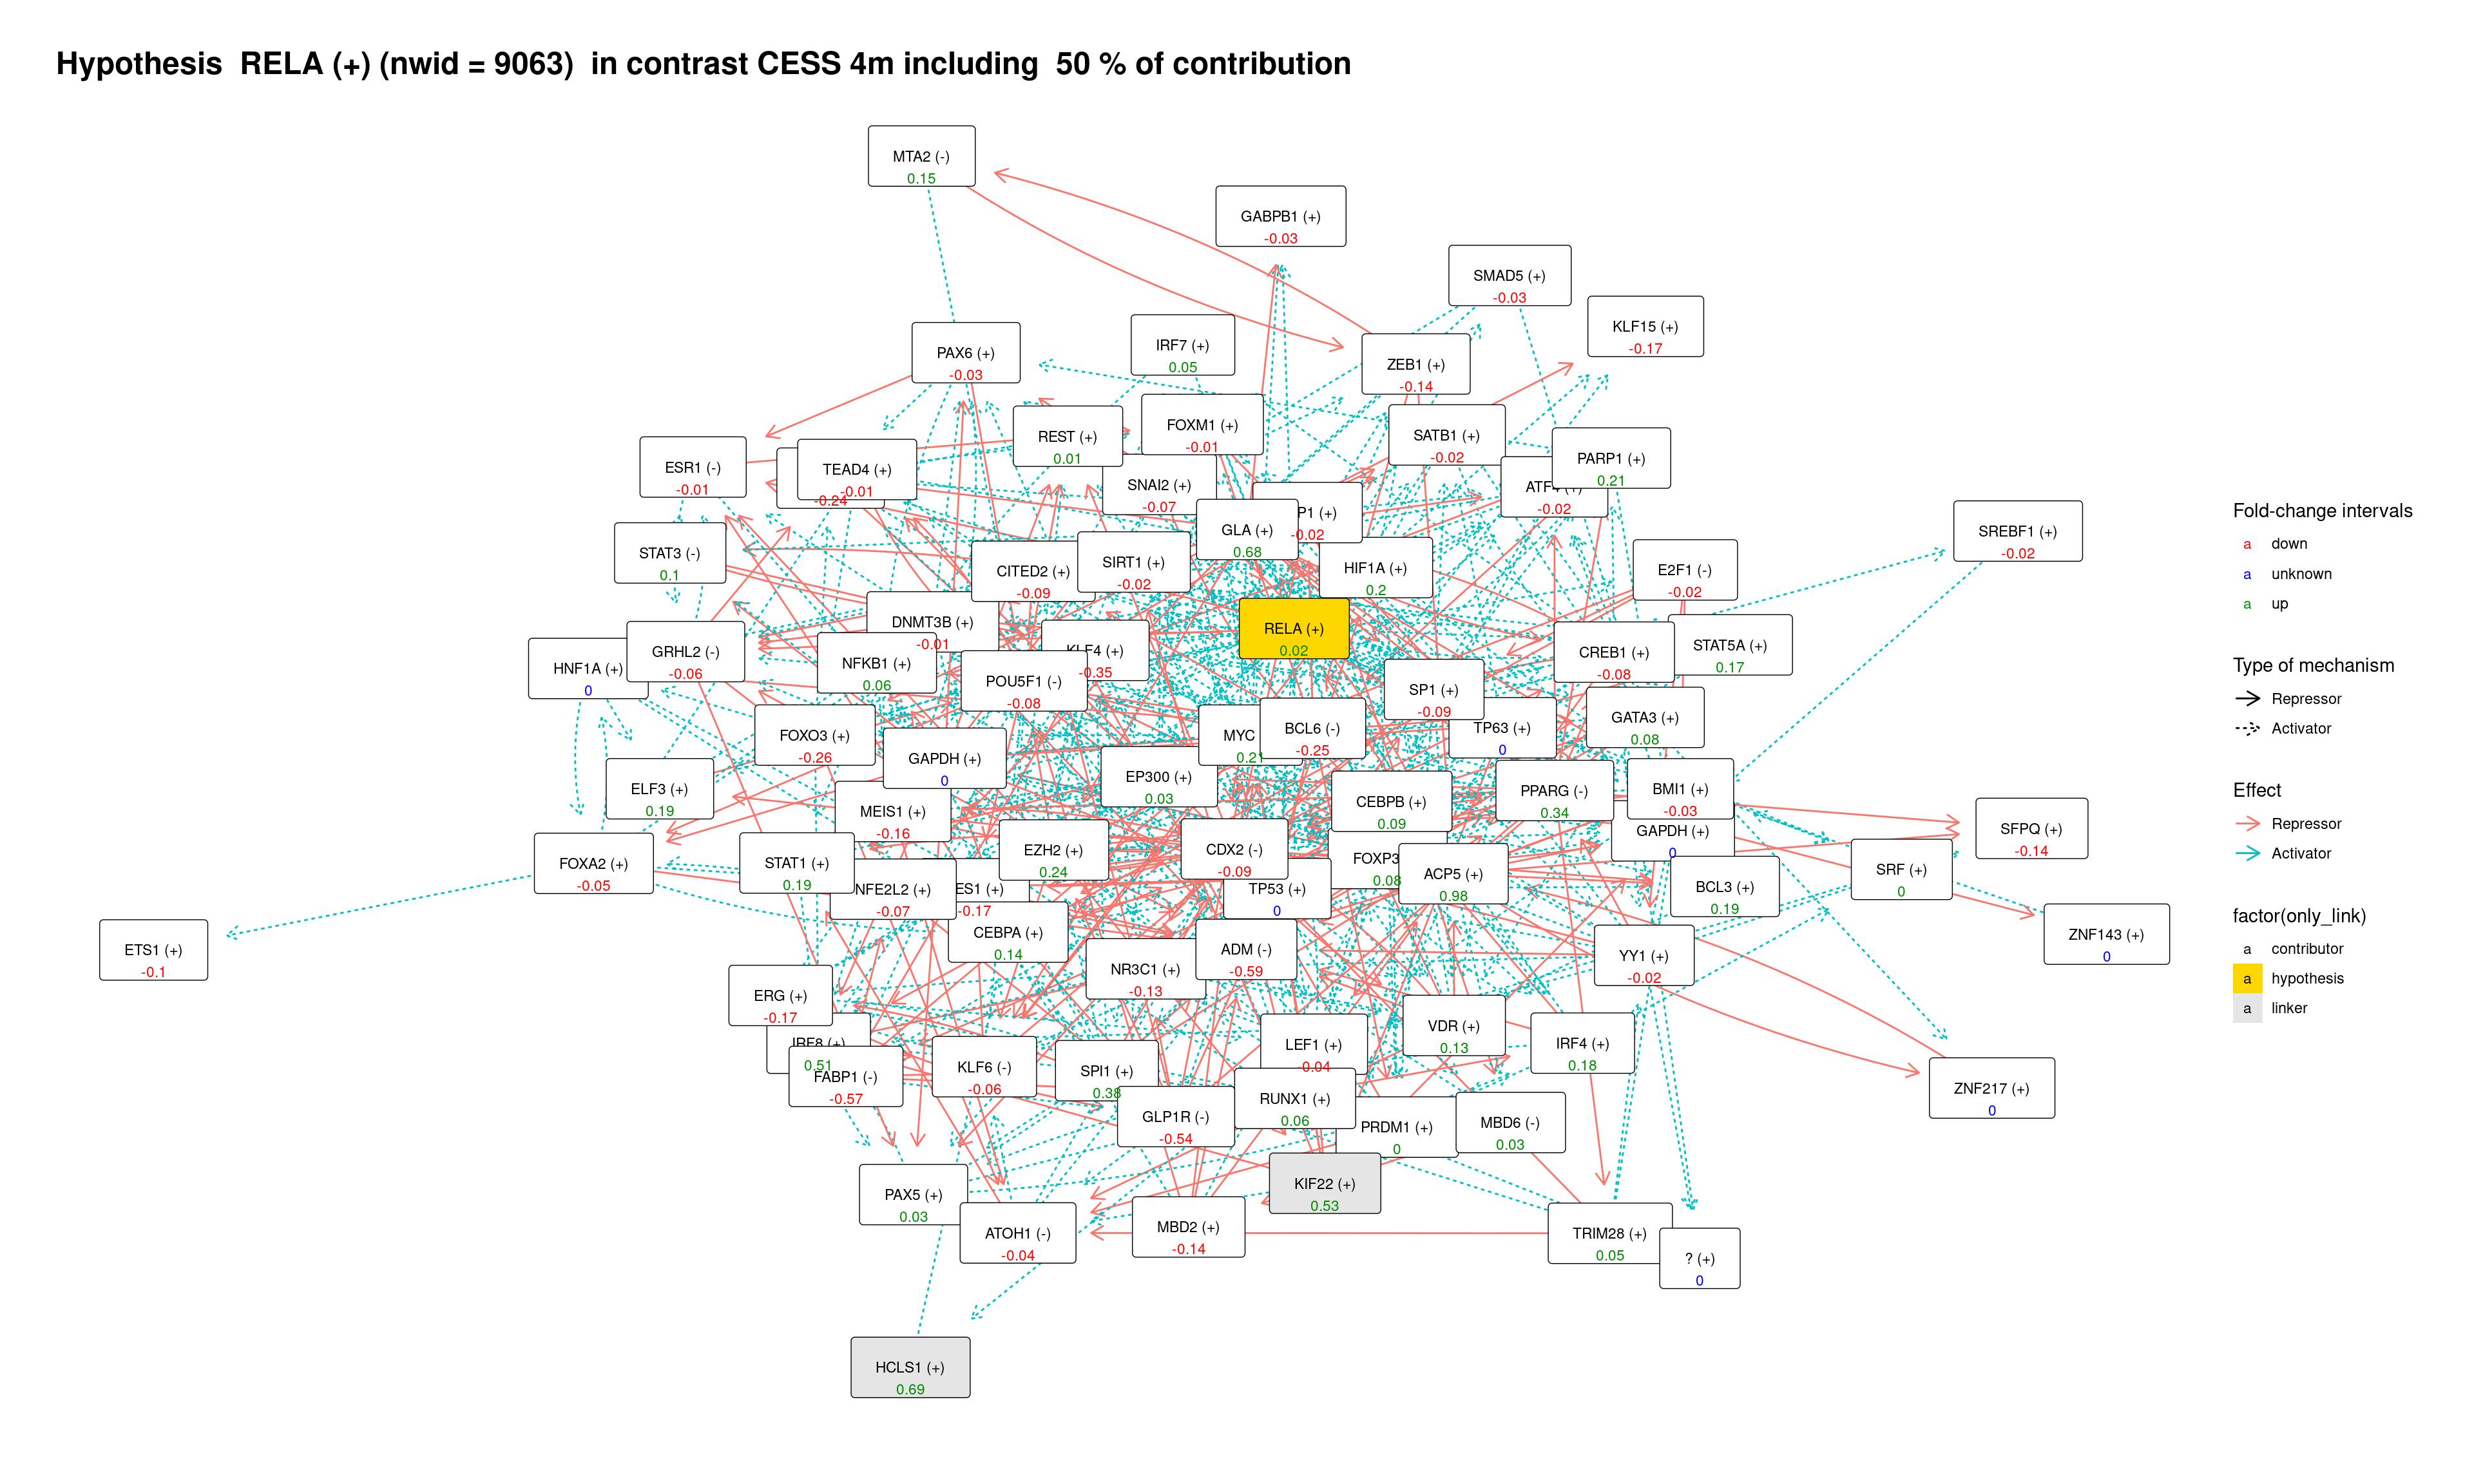 Hypothesis  RELA (+) (nwid = 9063)  in contrast CESS 4m including  50 % of contribution
MTA2 (-)
0.15
GABPB1 (+)
-0.03
SMAD5 (+)
-0.03
KLF15 (+)
-0.17
PAX6 (+)
-0.03
IRF7 (+)
0.05
ZEB1 (+)
-0.14
FOXM1 (+)
-0.01
REST (+)
0.01
SATB1 (+)
-0.02
PARP1 (+)
0.21
ESR1 (-)
-0.01
TEAD4 (+)
-0.01
-0.24
SNAI2 (+)
-0.07
ATF4 (+)
-0.02
P1 (+)
-0.02
GLA (+)
0.68
SREBF1 (+)
-0.02
STAT3 (-)
0.1
CITED2 (+)
-0.09
SIRT1 (+)
-0.02
HIF1A (+)
0.2
E2F1 (-)
-0.02
DNMT3B (+)
-0.01
RELA (+)
0.02
STAT5A (+)
0.17
CREB1 (+)
-0.08
HNF1A (+)
0
GRHL2 (-)
-0.06
NFKB1 (+)
0.06
KLF4 (+)
-0.35
POU5F1 (-)
-0.08
SP1 (+)
-0.09
GATA3 (+)
0.08
FOXO3 (+)
-0.26
GAPDH (+)
0
MYC
0.21
BCL6 (-)
-0.25
TP63 (+)
0
ELF3 (+)
0.19
MEIS1 (+)
-0.16
EP300 (+)
0.03
CEBPB (+)
0.09
PPARG (-)
0.34
BMI1 (+)
-0.03
GAPDH (+)
0
SFPQ (+)
-0.14
FOXA2 (+)
-0.05
STAT1 (+)
0.19
EZH2 (+)
0.24
CDX2 (-)
-0.09
FOXP3
0.08
ACP5 (+)
0.98
BCL3 (+)
0.19
SRF (+)
0
NFE2L2 (+)
-0.07
ES1 (+)
-0.17
TP53 (+)
0
CEBPA (+)
0.14
ETS1 (+)
-0.1
ZNF143 (+)
0
ADM (-)
-0.59
YY1 (+)
-0.02
NR3C1 (+)
-0.13
ERG (+)
-0.17
IRF8 (+)
0.51
FABP1 (-)
-0.57
VDR (+)
0.13
LEF1 (+)
-0.04
IRF4 (+)
0.18
KLF6 (-)
-0.06
SPI1 (+)
0.38
ZNF217 (+)
0
RUNX1 (+)
0.06
GLP1R (-)
-0.54
PRDM1 (+)
0
MBD6 (-)
0.03
KIF22 (+)
0.53
PAX5 (+)
0.03
ATOH1 (-)
-0.04
MBD2 (+)
-0.14
TRIM28 (+)
0.05
? (+)
0
HCLS1 (+)
0.69
Fold-change intervals
a down
a unknown
a up
Type of mechanism
Repressor
Activator
Effect
Repressor
Activator
factor(only_link)
a contributor
a hypothesis
a linker